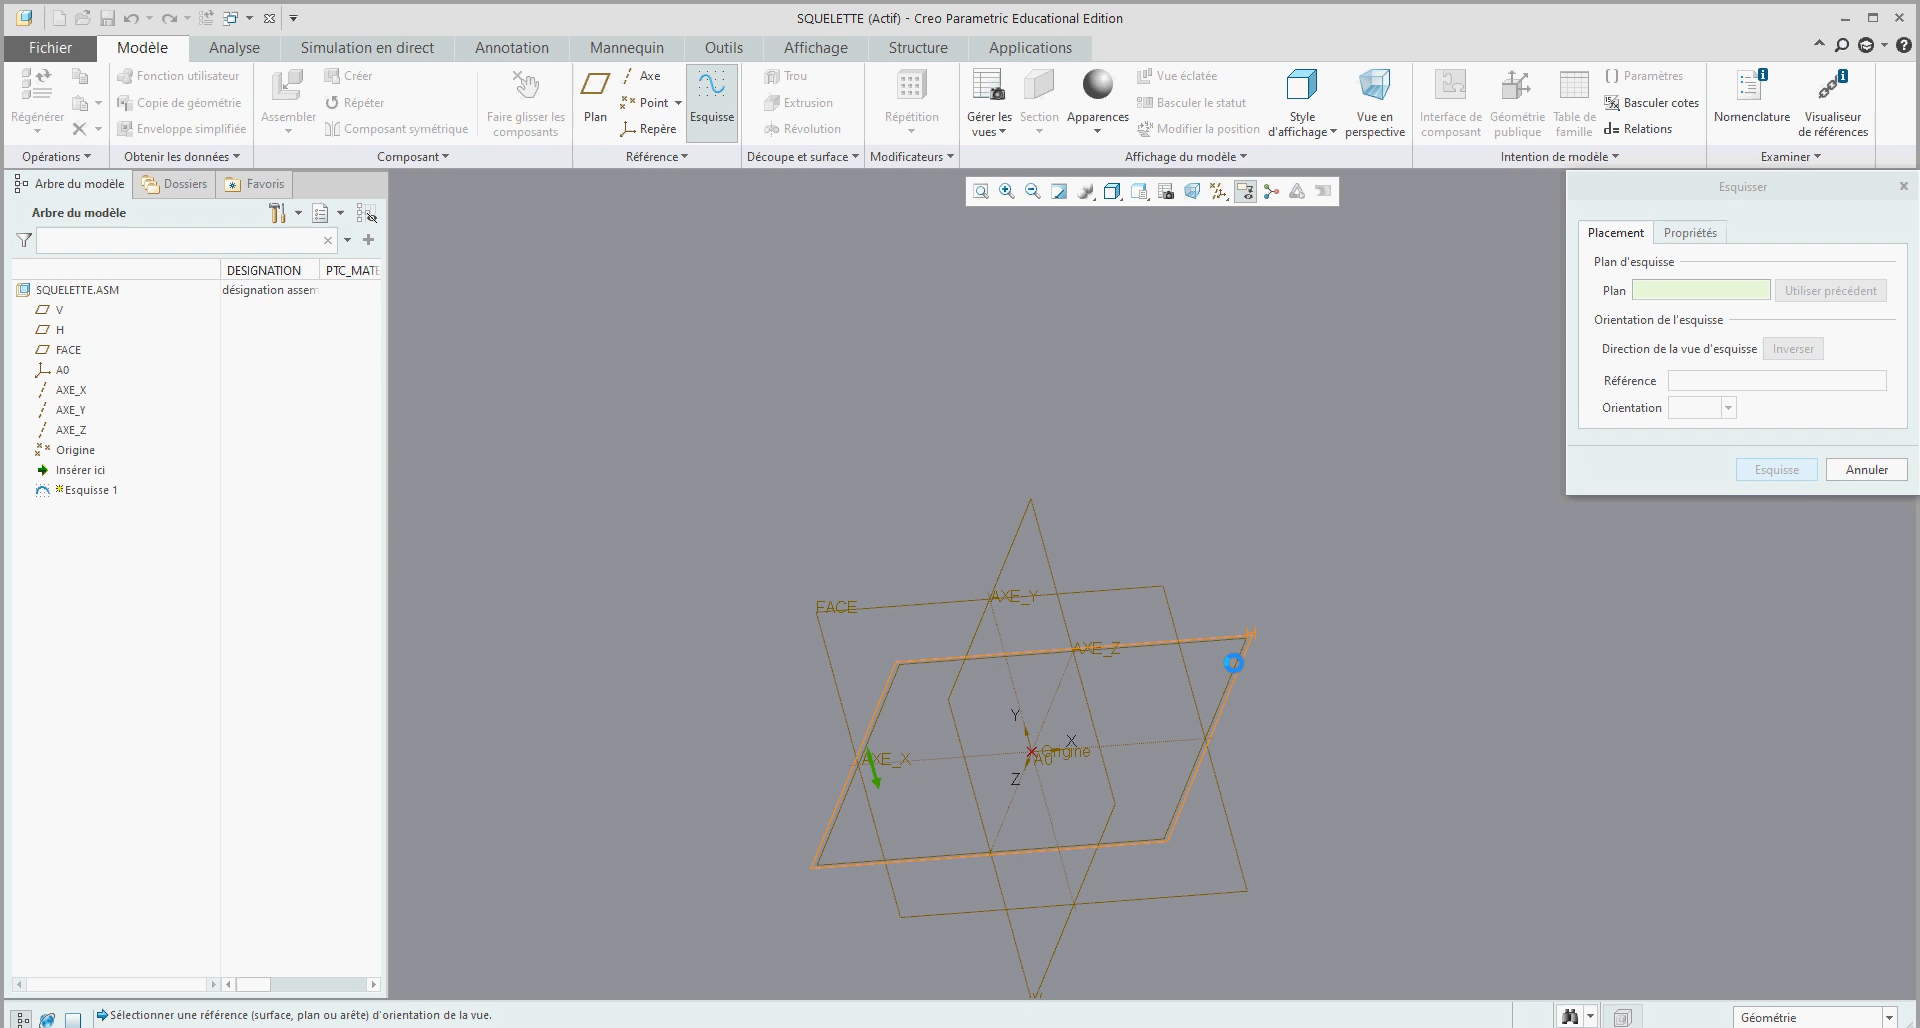 SQUELETTE (Actif) - Creo Parametric Educational Edition
Fichier Modèle Analyse Simulation en direct Annotation Mannequin Outils Affichage Structure Applications
Régénérer
Fonction utilisateur
Copie de géométrie
Enveloppe simplifiée
Assembler
Créer
Répéter
Composant symétrique
Faire glisser les
composants
Plan
Axe
Point
Repère
Esquisse
Trou
Extrusion
Révolution
Répétition
Gérer les
vues
Section
Apparences
Vue éclatée
Basculer le statut
Modifier la position
Style
d'affichage
Vue en
perspective
Interface de
composant
Géométrie
publique
Table de
famille
Paramètres
Basculer cotes
Relations
Nomenclature
Visualiseur
de références
Opérations Obtenir les données Composant Référence Découpe et surface Modificateurs Affichage du modèle Intention de modèle Examiner
Arbre du modèle Dossiers Favoris
Arbre du modèle
DESIGNATION PTC_MATE
SQUELETTE.ASM désignation assem
V
H
FACE
A0
AXE_X
AXE_Y
AXE_Z
Origine
Insérer ici
Esquisse 1
FACE
AXE_Y
H
AXE_Z
Y
X
AXE_X
Origine
A0
Z
V
Esquisser
Placement Propriétés
Plan d'esquisse
Plan Utiliser précédent
Orientation de l'esquisse
Direction de la vue d'esquisse Inverser
Référence
Orientation
Esquisse Annuler
Sélectionner une référence (surface, plan ou arête) d'orientation de la vue.
Géométrie